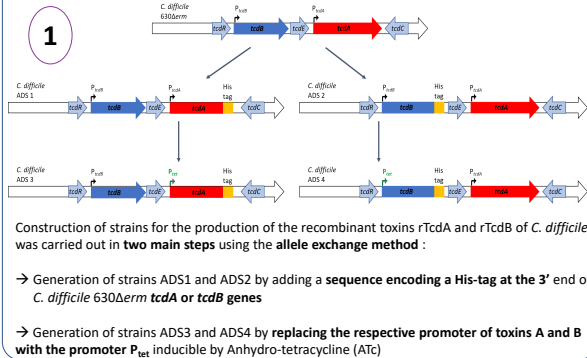 1
C. difficile
630Δerm
PtcdB
PtcdA
tcdR
tcdB
tcdE
tcdA
tcdC
C. difficile
ADS 1
PtcdB
PtcdA
His
tag
tcdR
tcdB
tcdE
tcdA
tcdC
C. difficile
ADS 2
PtcdB
His
tag
PtcdA
tcdR
tcdB
tcdE
tcdA
tcdC
C. difficile
ADS 3
PtcdB
Ptet
His
tag
tcdR
tcdB
tcdE
tcdA
tcdC
C. difficile
ADS 4
Ptet
His
tag
PtcdA
tcdR
tcdB
tcdE
tcdA
tcdC
Construction of strains for the production of the recombinant toxins rTcdA and rTcdB of C. difficile
was carried out in two main steps using the allele exchange method :
→ Generation of strains ADS1 and ADS2 by adding a sequence encoding a His-tag at the 3' end o
C. difficile 630Δerm tcdA or tcdB genes
→ Generation of strains ADS3 and ADS4 by replacing the respective promoter of toxins A and B
with the promoter Ptet inducible by Anhydro-tetracycline (ATc)